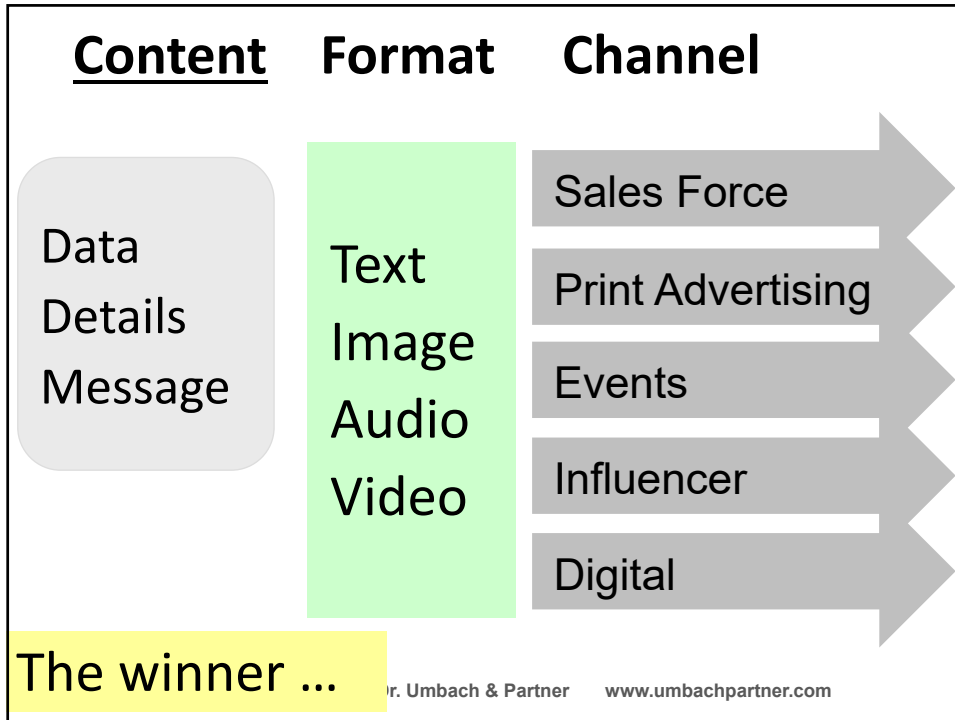 Content Format Channel
Data
Details
Message
Text
Image
Audio
Video
Sales Force
Print Advertising
Events
Influencer
Digital
The winner ...
r. Umbach & Partner www.umbachpartner.com